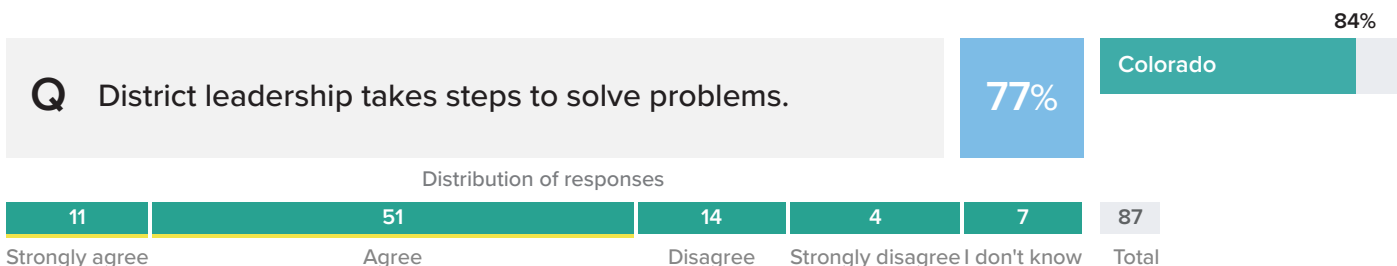 84%
Q District leadership takes steps to solve problems.
77%
Colorado
Distribution of responses
11 51 14 4 7 87
Strongly agree Agree Disagree Strongly disagree I don't know Total